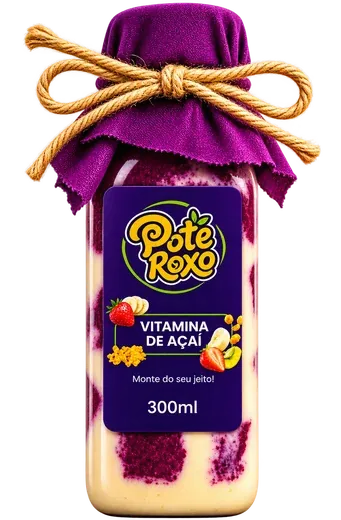 Pote
Roxo
VITAMINA
DE AÇAÍ
Monte do seu jeito!
300ml